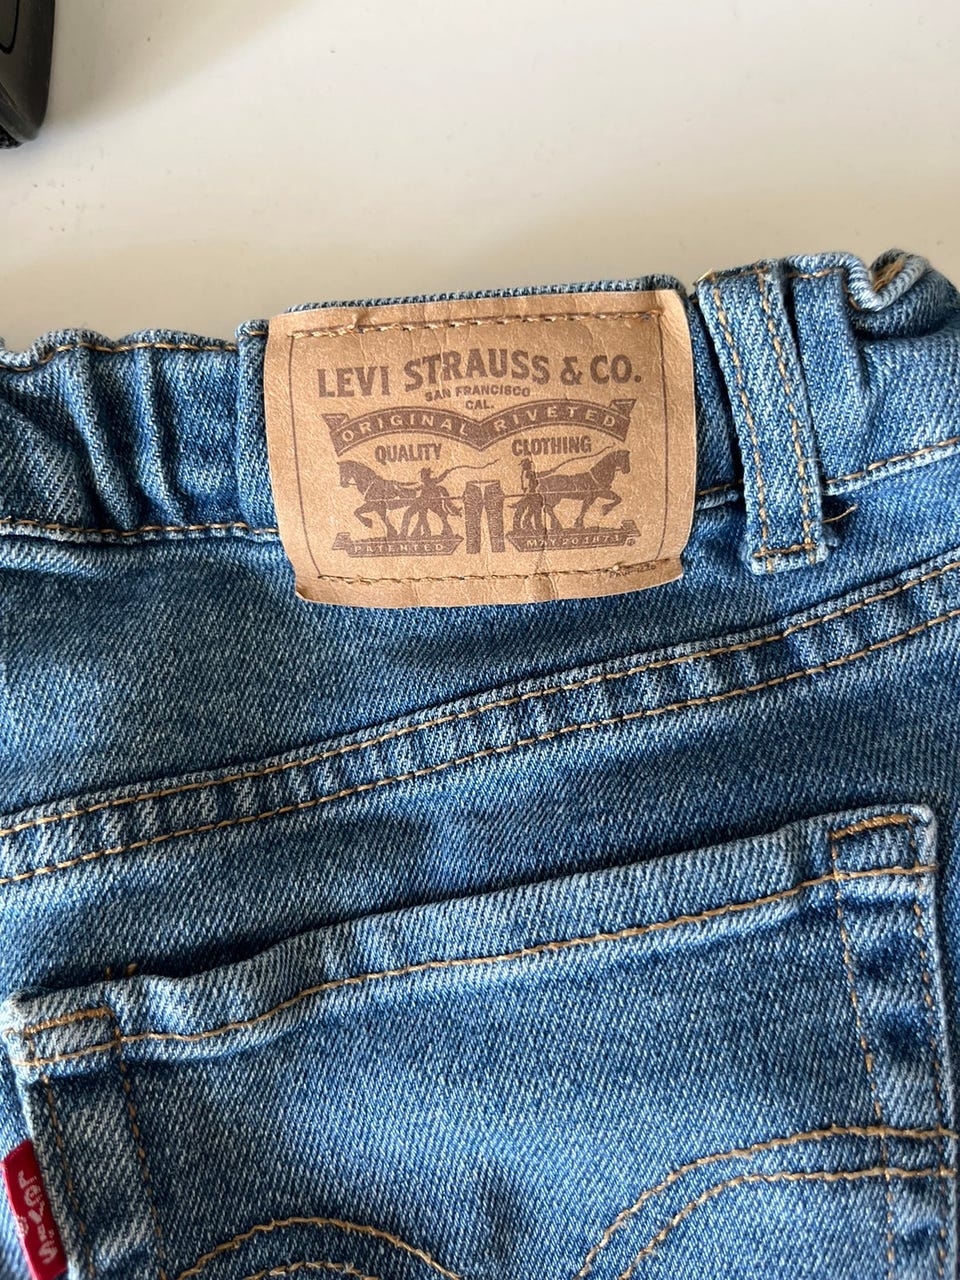 LEVI STRAUSS & CO.
SAN FRANCISCO
CAL.
ORIGINAL RIVETED
QUALITY CLOTHING
PATENTED MAY 20 1873
Levi's